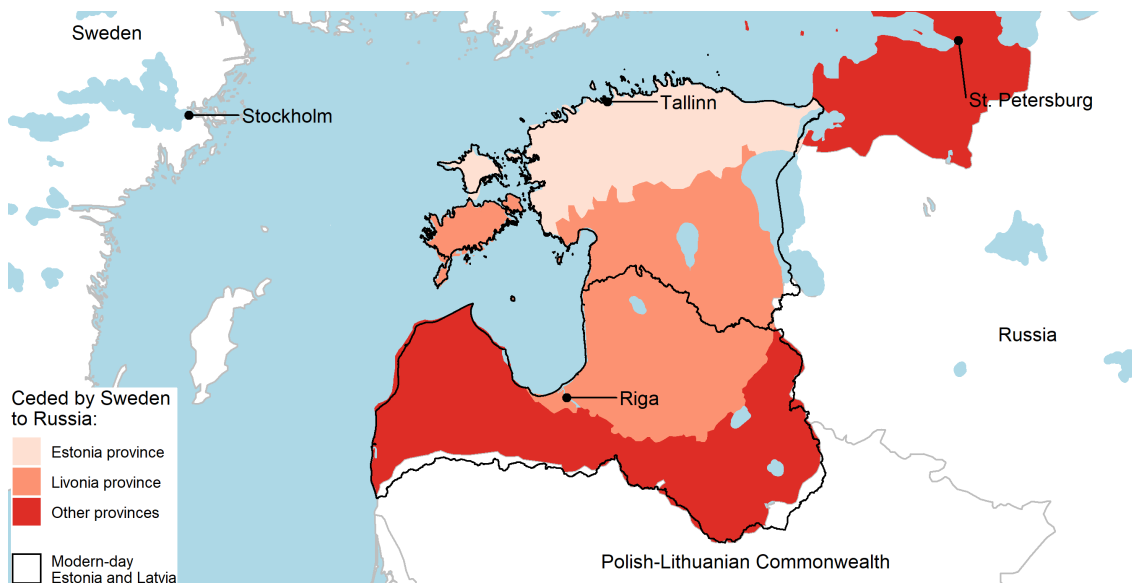 Sweden
Stockholm
Tallinn
St. Petersburg
Russia
Riga
Polish-Lithuanian Commonwealth
Ceded by Sweden
to Russia:
Estonia province
Livonia province
Other provinces
Modern-day
Estonia and Latvia